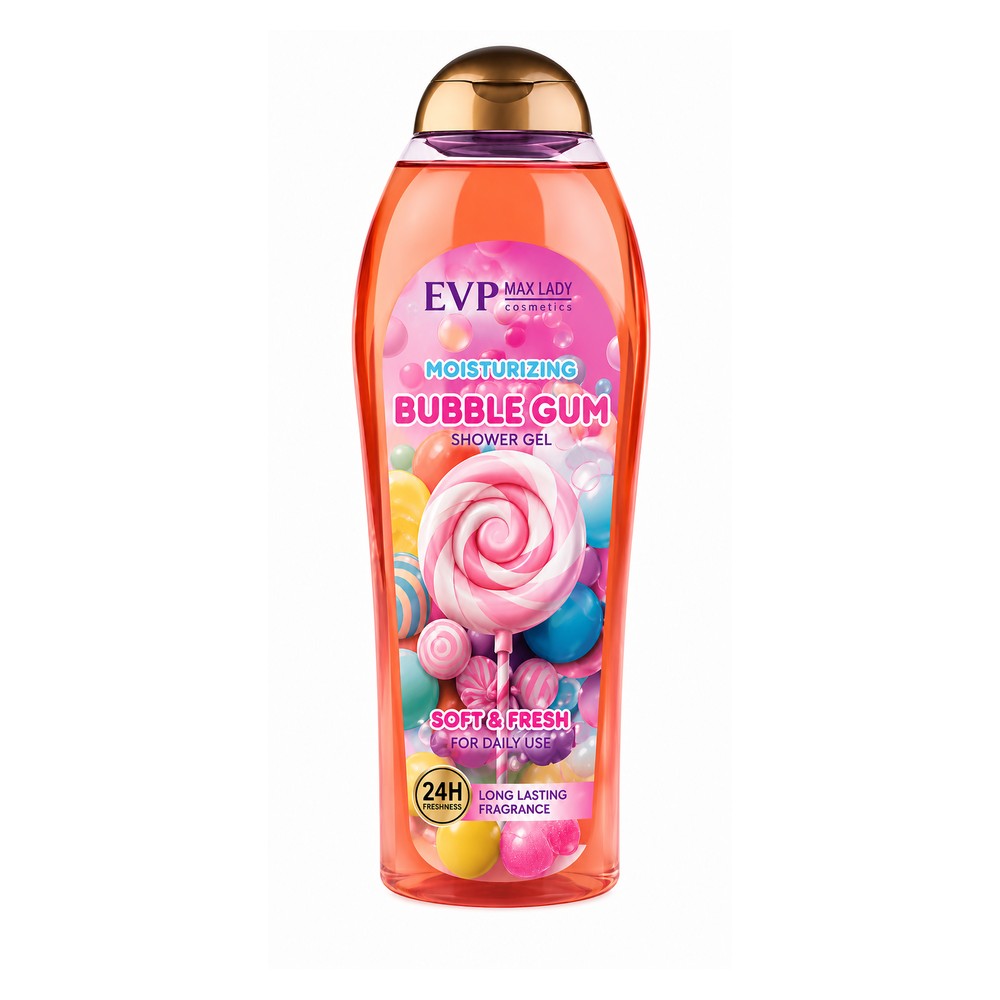 EVP MAX LADY
cosmetics
MOISTURIZING
BUBBLE GUM
SHOWER GEL
SOFT & FRESH
FOR DAILY USE
24H
FRESHNESS
LONG LASTING
FRAGRANCE